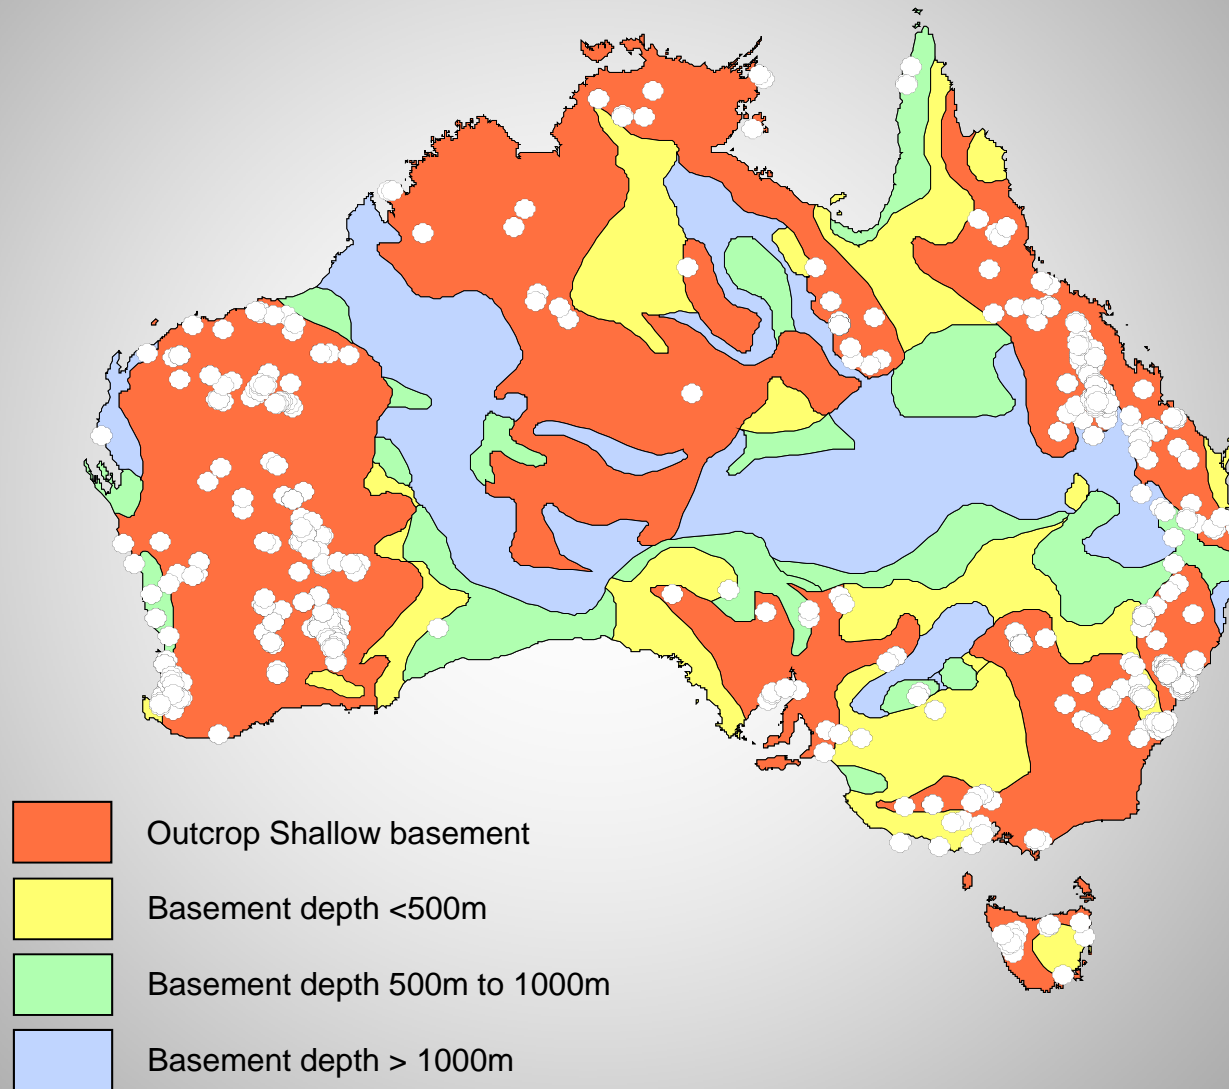 Outcrop Shallow basement
Basement depth <500m
Basement depth 500m to 1000m
Basement depth > 1000m